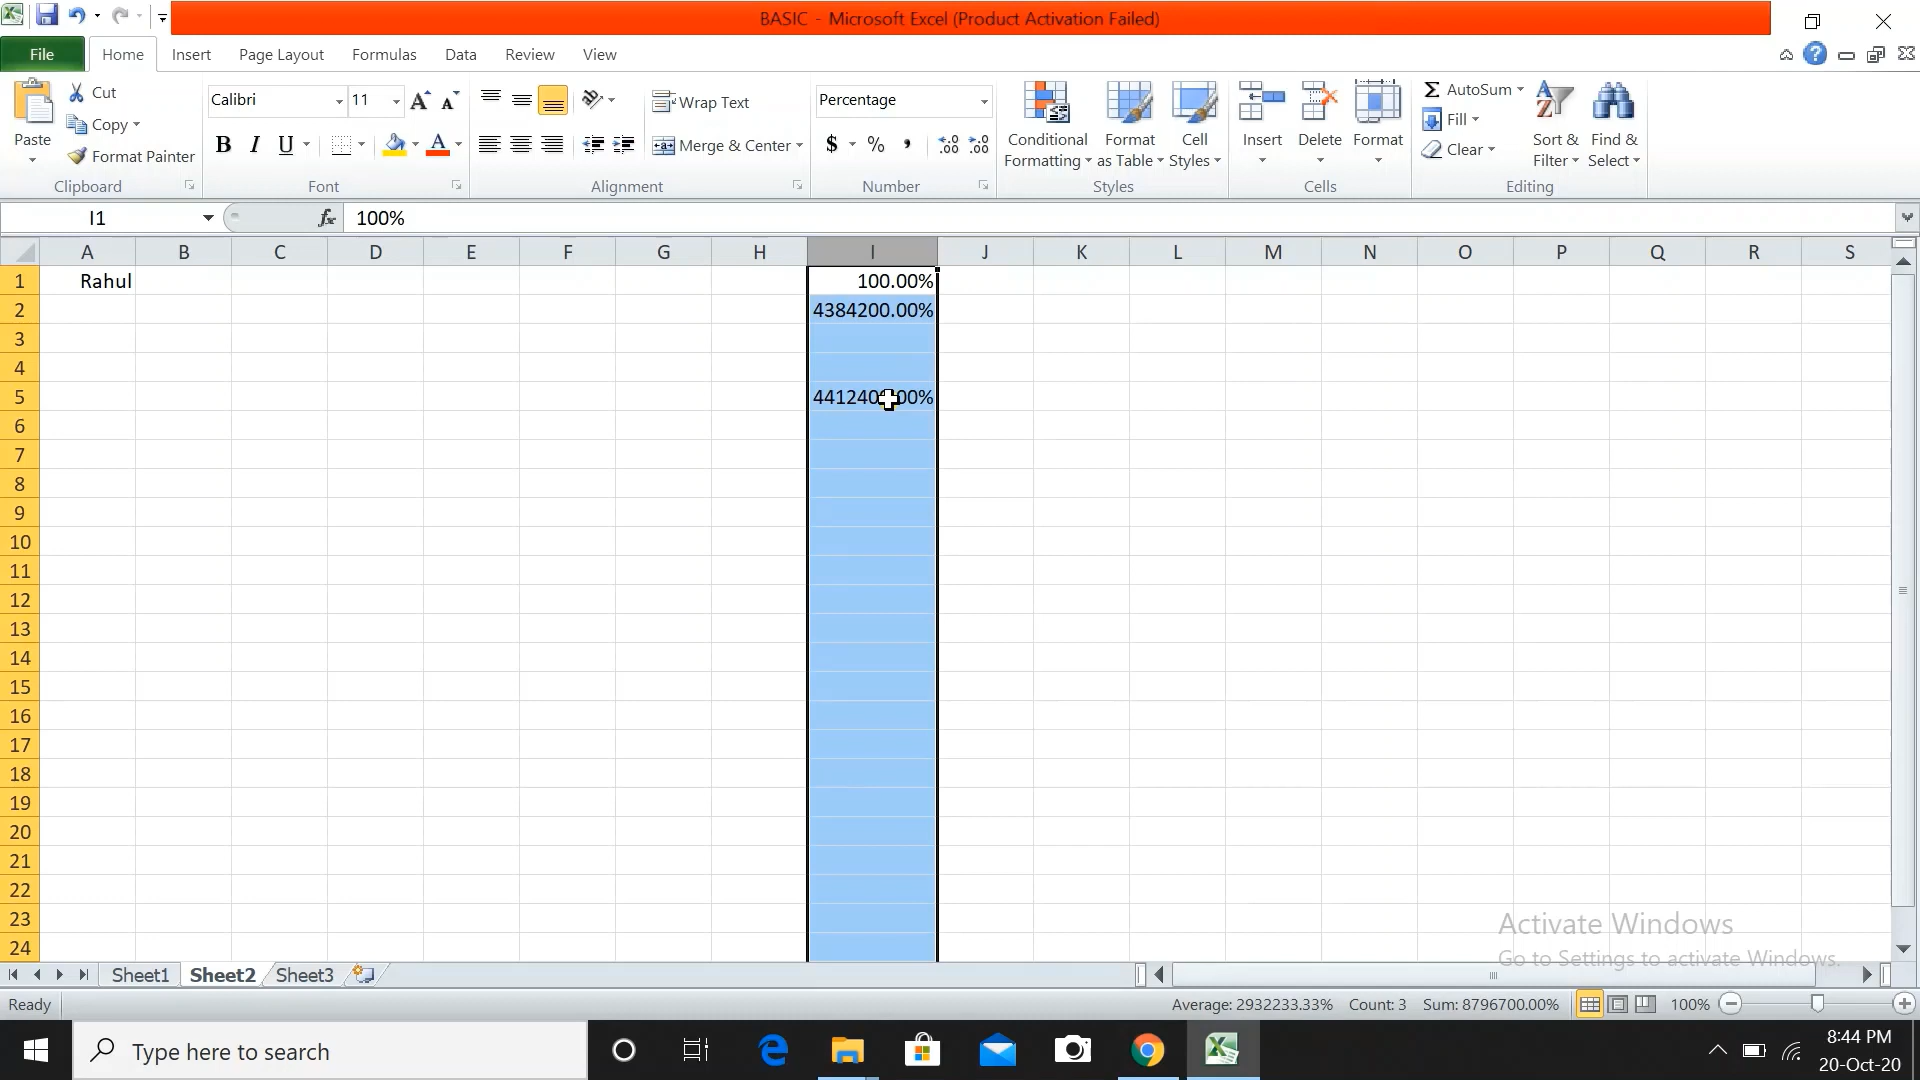 BASIC - Microsoft Excel (Product Activation Failed)
File Home Insert Page Layout Formulas Data Review View
Paste
Cut
Copy
Format Painter
Clipboard
Calibri 11
B I U
Font
Wrap Text
Merge & Center
Alignment
Percentage
$ % ,
Number
Conditional Formatting
Format as Table
Cell Styles
Styles
Insert
Delete
Format
Cells
AutoSum
Fill
Clear
Sort & Filter
Find & Select
Editing
I1 fx 100%
A B C D E F G H I J K L M N O P Q R S
1 Rahul 100.00%
2 4384200.00%
3
4
5
6
7
8
9
10
11
12
13
14
15
16
17
18
19
20
21
22
23
24
Activate Windows
Go to Settings to activate Windows.
Sheet1 Sheet2 Sheet3
Ready Average: 2932233.33% Count: 3 Sum: 8796700.00% 100%
Type here to search
8:44 PM
20-Oct-20